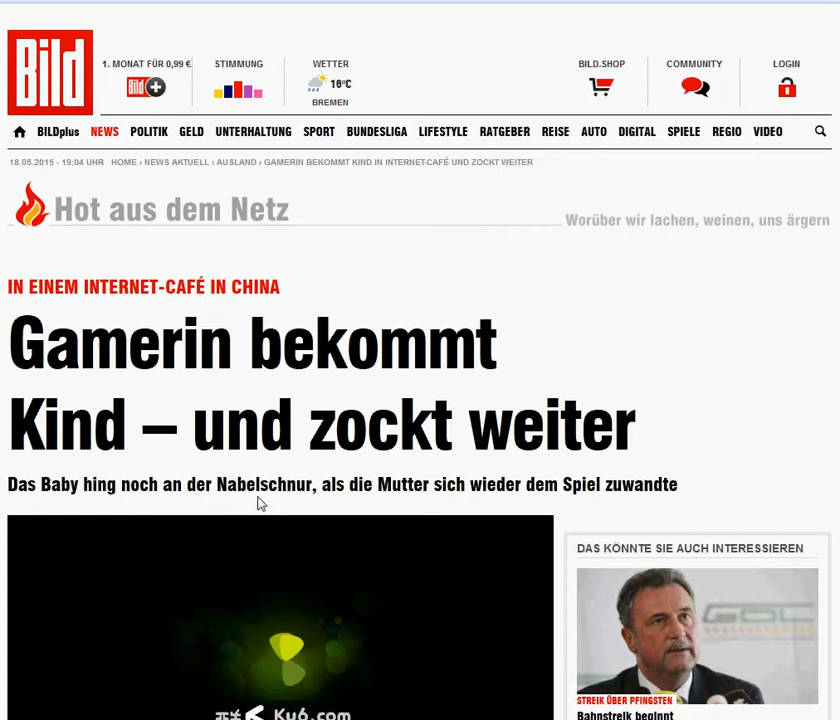 Bild
1. MONAT FÜR 0,99 €
STIMMUNG
WETTER
BILD.SHOP
COMMUNITY
LOGIN
Bild
16°C
BREMEN
BILDplus NEWS POLITIK GELD UNTERHALTUNG SPORT BUNDESLIGA LIFESTYLE RATGEBER REISE AUTO DIGITAL SPIELE REGIO VIDEO
18.05.2015 - 19:04 UHR HOME › NEWS AKTUELL › AUSLAND › GAMERIN BEKOMMT KIND IN INTERNET-CAFÉ UND ZOCKT WEITER
Hot aus dem Netz
Worüber wir lachen, weinen, uns ärgern
IN EINEM INTERNET-CAFÉ IN CHINA
Gamerin bekommt
Kind – und zockt weiter
Das Baby hing noch an der Nabelschnur, als die Mutter sich wieder dem Spiel zuwandte
DAS KÖNNTE SIE AUCH INTERESSIEREN
STREIK ÜBER PFINGSTEN
Bahnstreik beginnt
Ku6.com